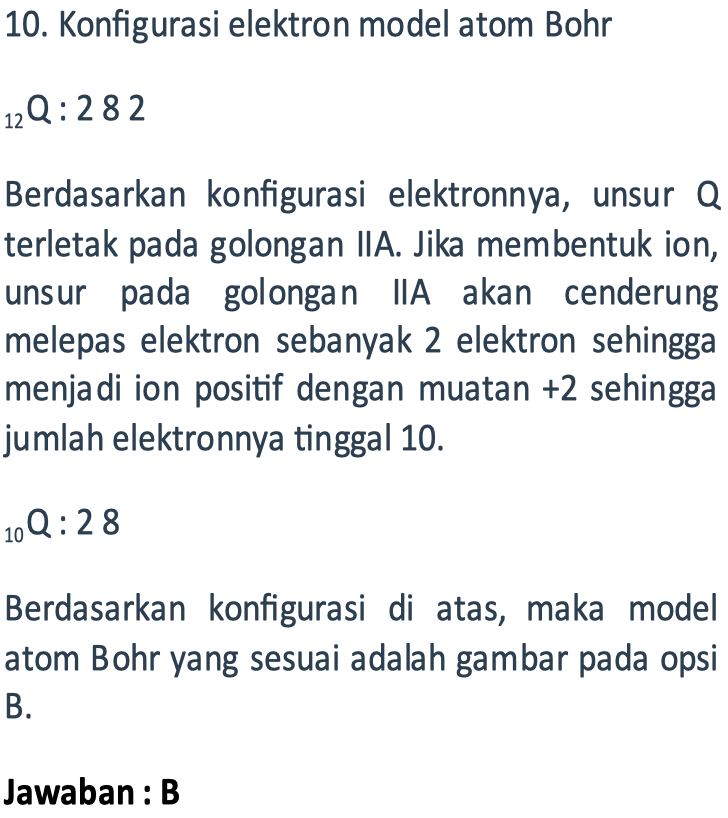 10. Konfigurasi elektron model atom Bohr
₁₂Q : 2 8 2
Berdasarkan konfigurasi elektronnya, unsur Q
terletak pada golongan IIA. Jika membentuk ion,
unsur pada golongan IIA akan cenderung
melepas elektron sebanyak 2 elektron sehingga
menjadi ion positif dengan muatan +2 sehingga
jumlah elektronnya tinggal 10.
₁₀Q : 2 8
Berdasarkan konfigurasi di atas, maka model
atom Bohr yang sesuai adalah gambar pada opsi
B.
Jawaban : B